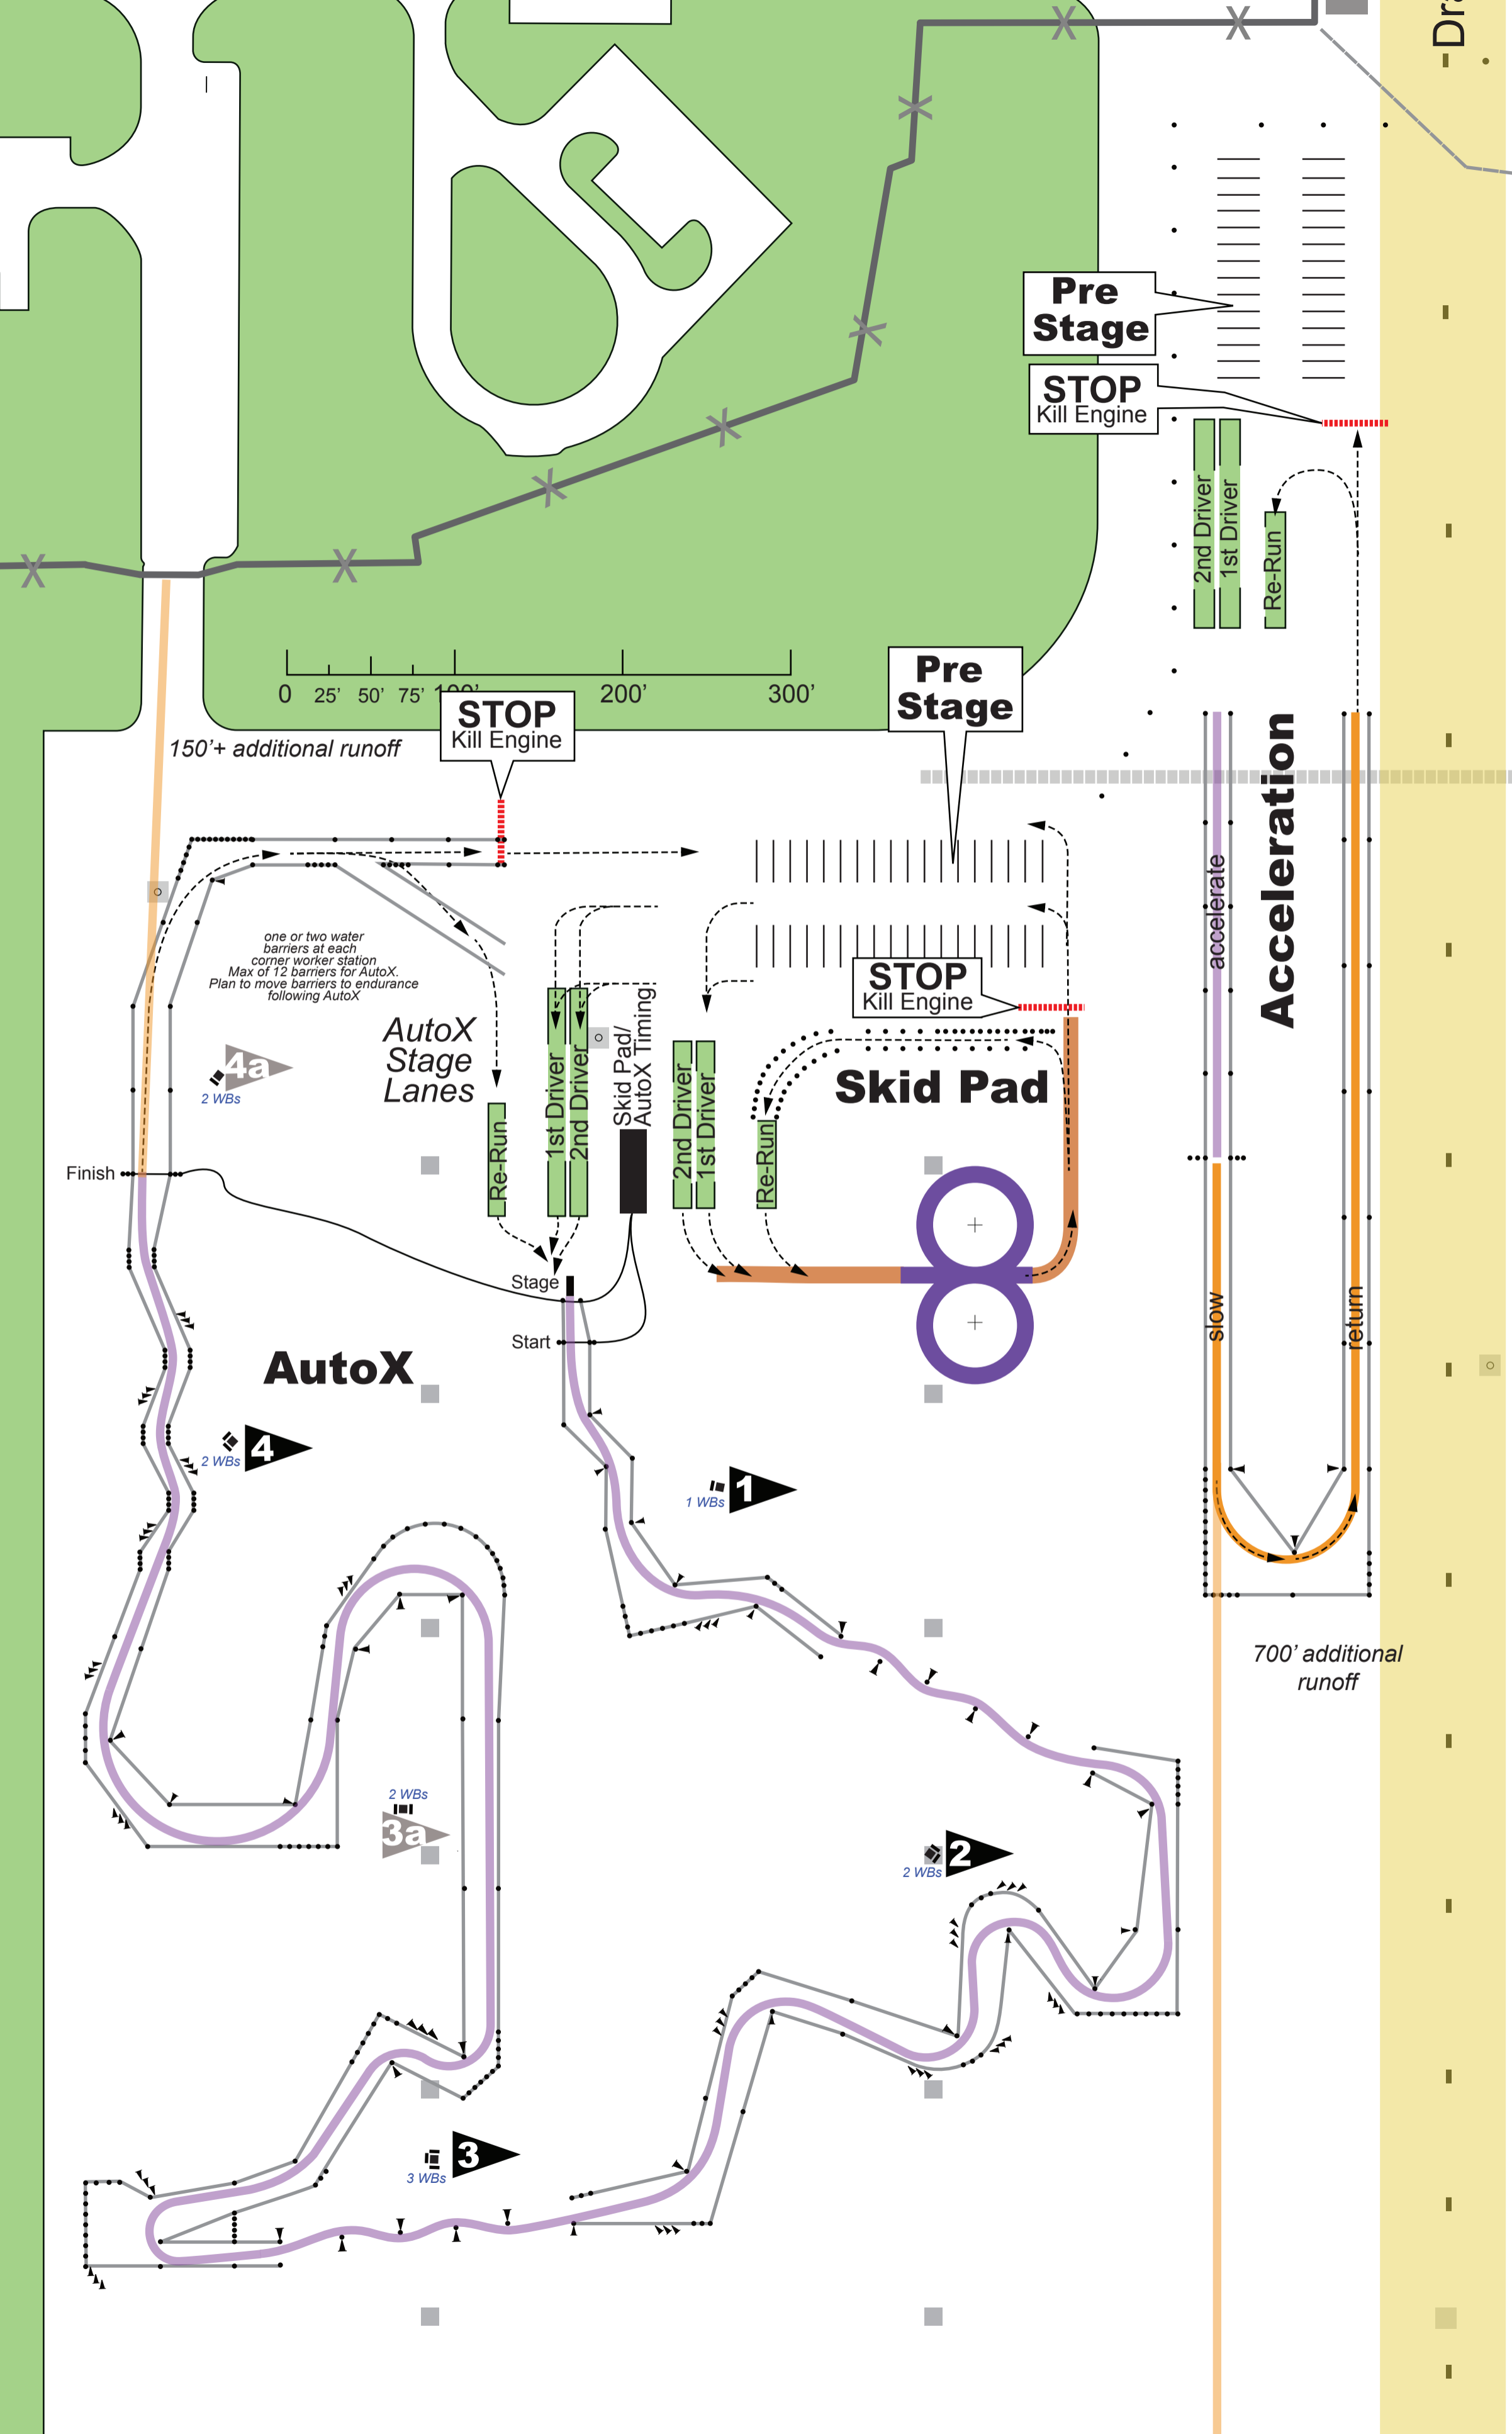 Dra
Pre
Stage
STOP
Kill Engine
2nd Driver
1st Driver
Re-Run
0 25’ 50’ 75’ 100’ 200’ 300’
Pre
Stage
STOP
Kill Engine
150’+ additional runoff
Acceleration
accelerate
one or two water
barriers at each
corner worker station
Max of 12 barriers for AutoX.
Plan to move barriers to endurance
following AutoX
STOP
Kill Engine
AutoX
Stage
Lanes
Skid Pad/
AutoX Timing
4a
2 WBs
Skid Pad
Re-Run
1st Driver
2nd Driver
2nd Driver
1st Driver
Re-Run
Finish
Stage
Start
slow
return
AutoX
4
2 WBs
1
1 WBs
700’ additional
runoff
2 WBs
3a
2
2 WBs
3
3 WBs